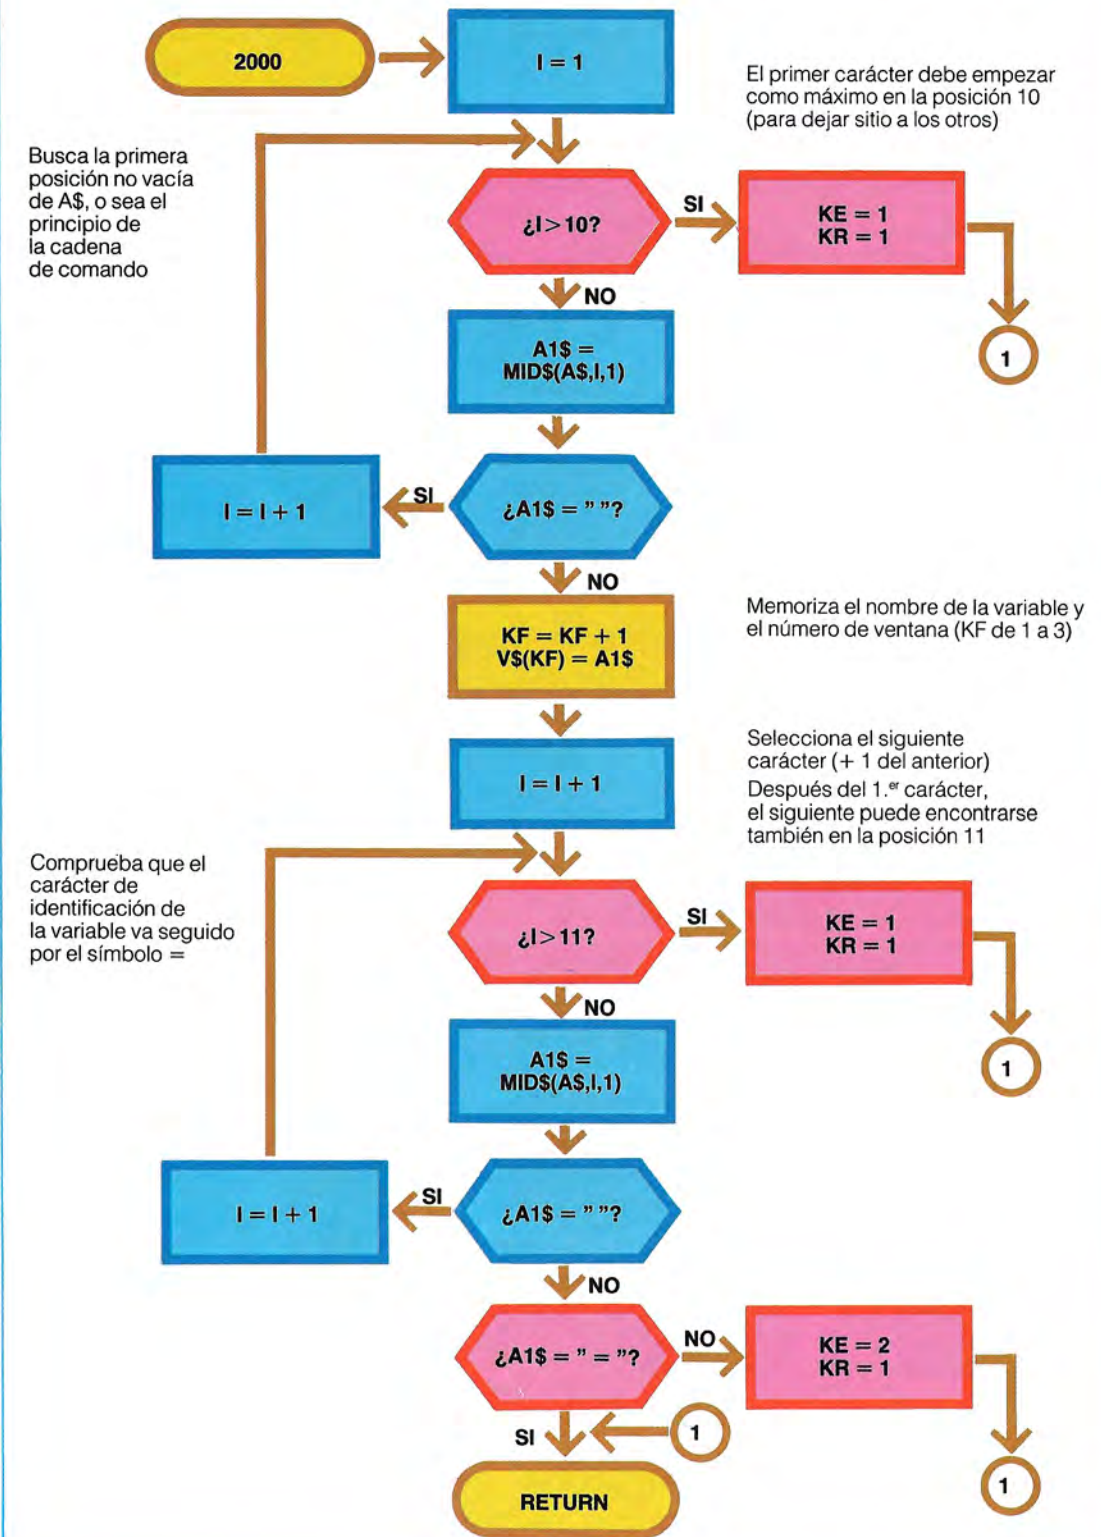 2000
I = 1
El primer carácter debe empezar
como máximo en la posición 10
(para dejar sitio a los otros)
Busca la primera
posición no vacía
de A$, o sea el
principio de
la cadena
de comando
¿I > 10?
SI
KE = 1
KR = 1
1
NO
A1$ =
MID$(A$,I,1)
¿A1$ = " "?
SI
I = I + 1
NO
KF = KF + 1
V$(KF) = A1$
Memoriza el nombre de la variable y
el número de ventana (KF de 1 a 3)
I = I + 1
Selecciona el siguiente
carácter (+ 1 del anterior)
Después del 1.er carácter,
el siguiente puede encontrarse
también en la posición 11
Comprueba que el
carácter de
identificación de
la variable va seguido
por el símbolo =
¿I > 11?
SI
KE = 1
KR = 1
1
NO
A1$ =
MID$(A$,I,1)
¿A1$ = " "?
SI
I = I + 1
NO
¿A1$ = " = "?
NO
KE = 2
KR = 1
1
SI
1
RETURN